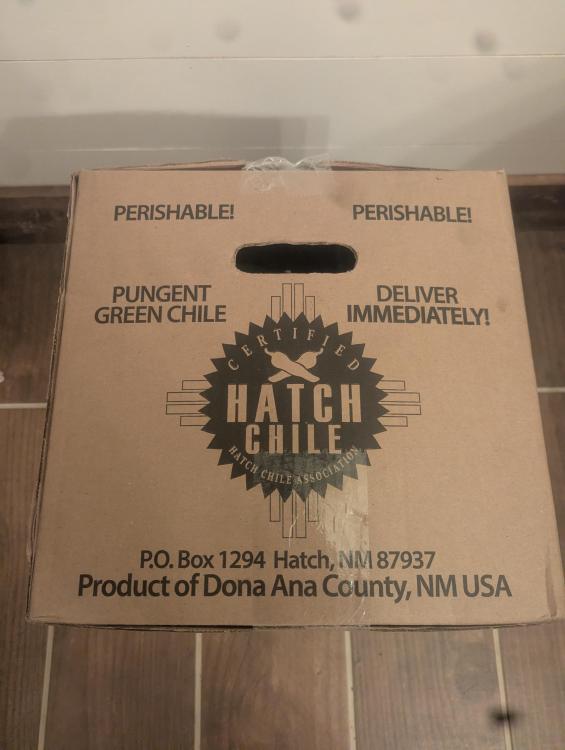 PERISHABLE! PERISHABLE!
PUNGENT
GREEN CHILE
DELIVER
IMMEDIATELY!
CERTIFIED
HATCH
CHILE
HATCH CHILE ASSOCIATION
P.O. Box 1294 Hatch, NM 87937
Product of Dona Ana County, NM USA